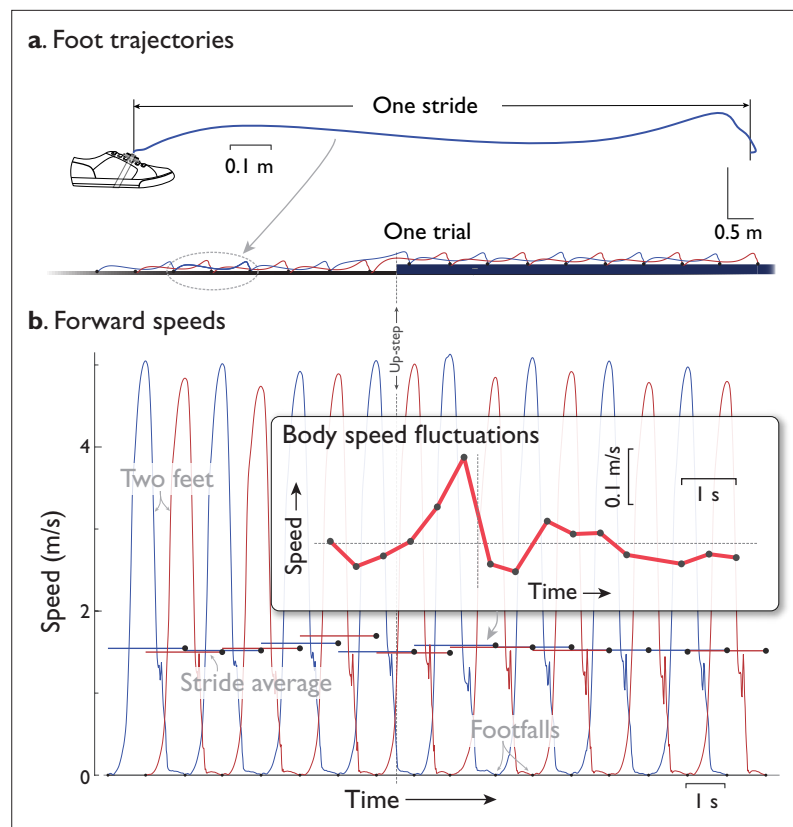 a. Foot trajectories
One stride
0.1 m
0.5 m
One trial
Up-step
b. Forward speeds
Body speed fluctuations
0.1 m/s
1 s
Speed
Time
Two feet
Stride average
Footfalls
Speed (m/s)
4
2
0
Time
1 s